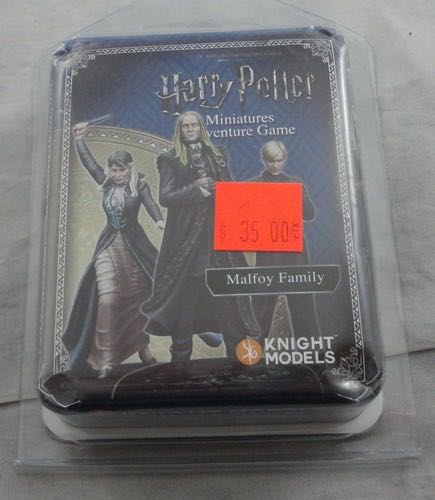 Harry Potter
Miniatures
venture Game
$ 35 00
Malfoy Family
KNIGHT
MODELS